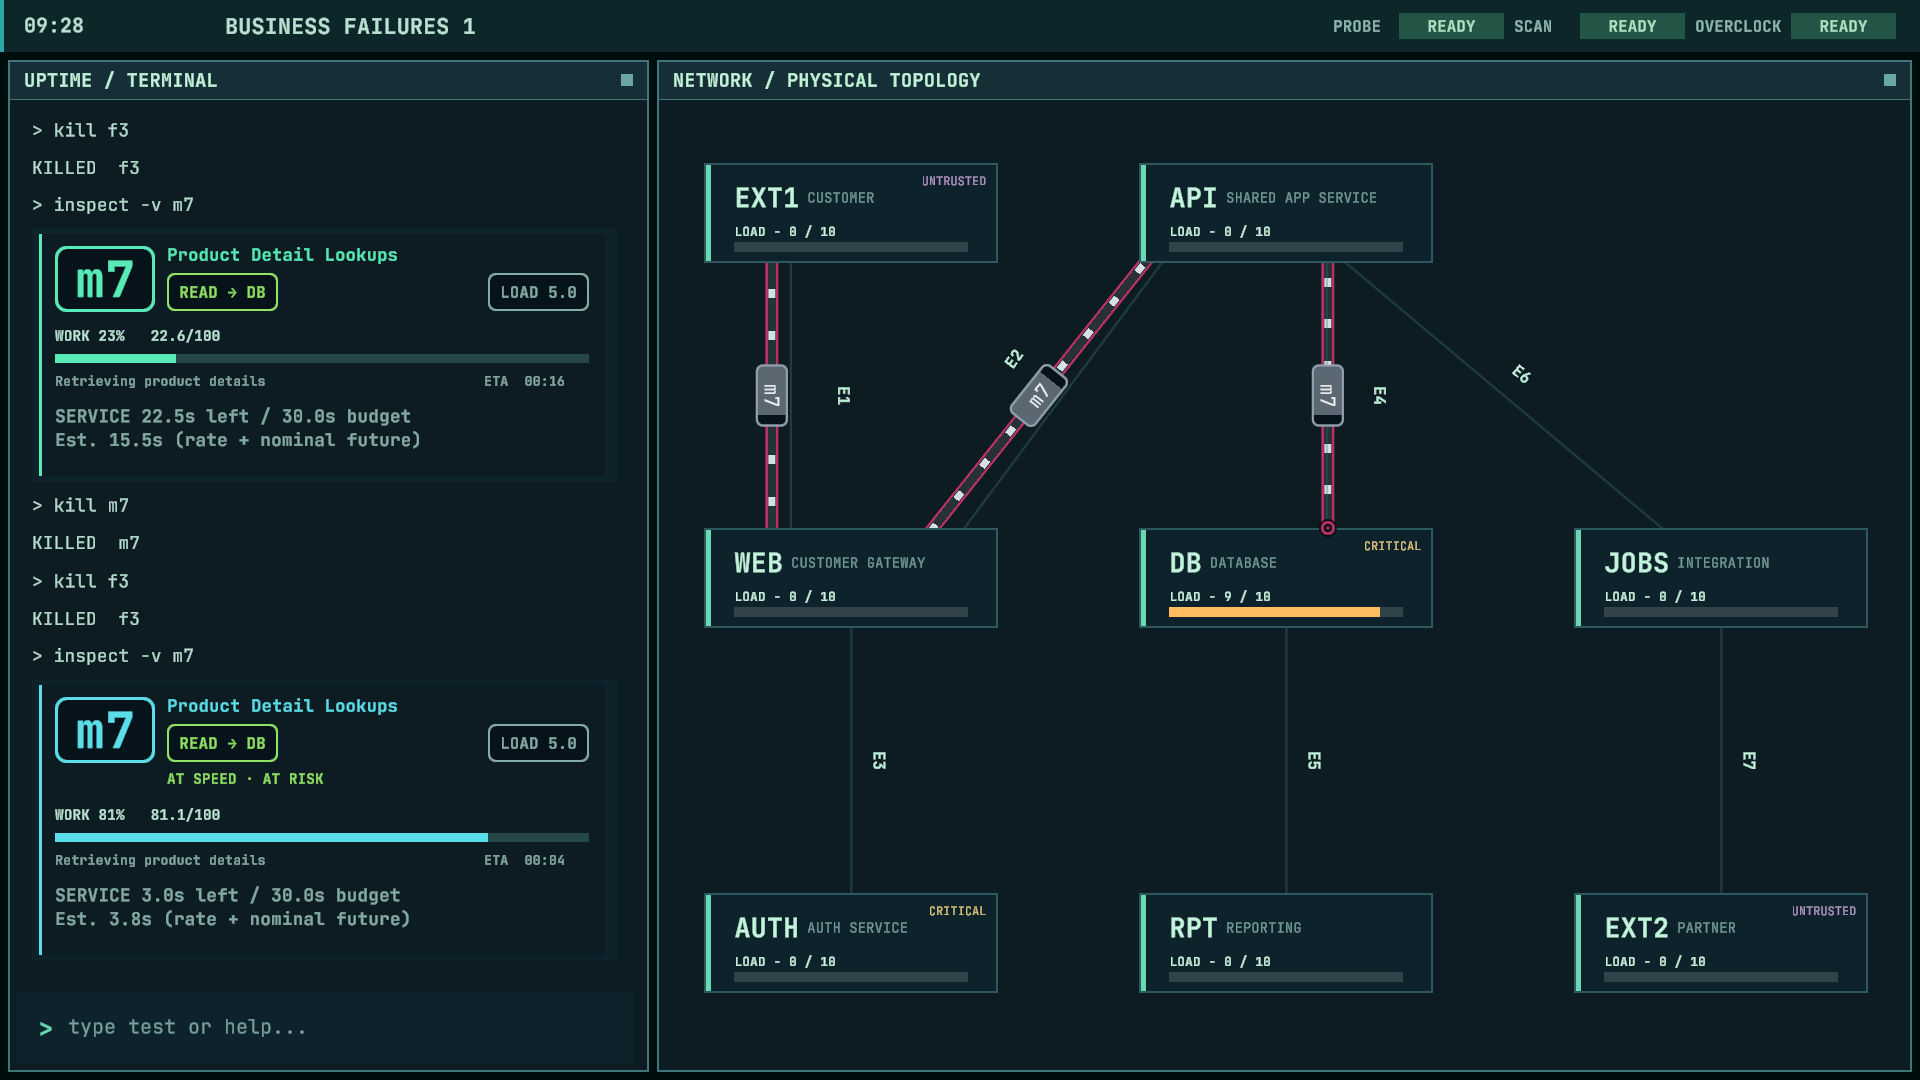 09:28
BUSINESS FAILURES 1
PROBE READY SCAN READY OVERCLOCK READY
UPTIME / TERMINAL
> kill f3
KILLED f3
> inspect -v m7
m7
Product Detail Lookups
READ → DB
LOAD 5.0
WORK 23% 22.6/100
Retrieving product details ETA 00:16
SERVICE 22.5s left / 30.0s budget
Est. 15.5s (rate + nominal future)
> kill m7
KILLED m7
> kill f3
KILLED f3
> inspect -v m7
m7
Product Detail Lookups
READ → DB
LOAD 5.0
AT SPEED · AT RISK
WORK 81% 81.1/100
Retrieving product details ETA 00:04
SERVICE 3.0s left / 30.0s budget
Est. 3.8s (rate + nominal future)
> type test or help...
NETWORK / PHYSICAL TOPOLOGY
EXT1 CUSTOMER
UNTRUSTED
LOAD - 0 / 10
API SHARED APP SERVICE
LOAD - 0 / 10
m7
E1
E2
m7
m7
E4
E6
WEB CUSTOMER GATEWAY
LOAD - 0 / 10
DB DATABASE
CRITICAL
LOAD - 9 / 10
JOBS INTEGRATION
LOAD - 0 / 10
E3
E5
E7
AUTH AUTH SERVICE
CRITICAL
LOAD - 0 / 10
RPT REPORTING
LOAD - 0 / 10
EXT2 PARTNER
UNTRUSTED
LOAD - 0 / 10